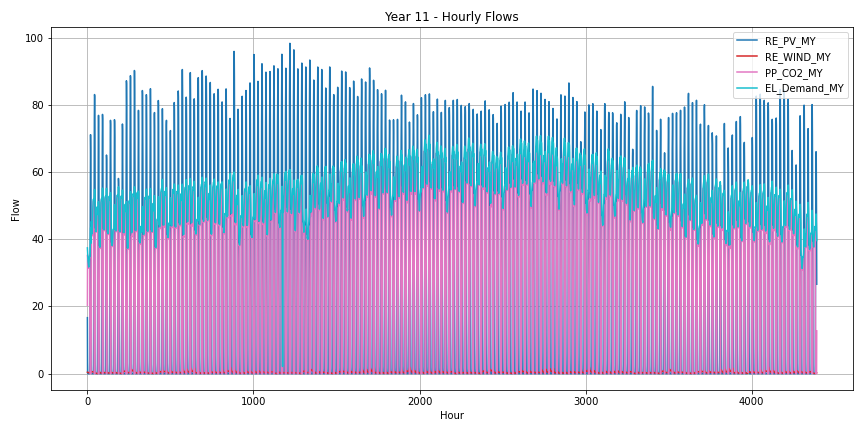 Year 11 - Hourly Flows
RE_PV_MY
RE_WIND_MY
PP_CO2_MY
EL_Demand_MY
100
80
60
40
20
0
Flow
0
1000
2000
3000
4000
Hour